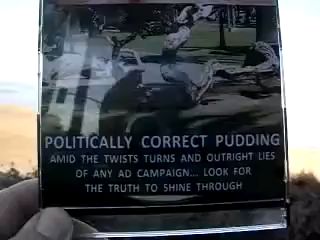 POLITICALLY CORRECT PUDDING
AMID THE TWISTS TURNS AND OUTRIGHT LIES
OF ANY AD CAMPAIGN... LOOK FOR
THE TRUTH TO SHINE THROUGH